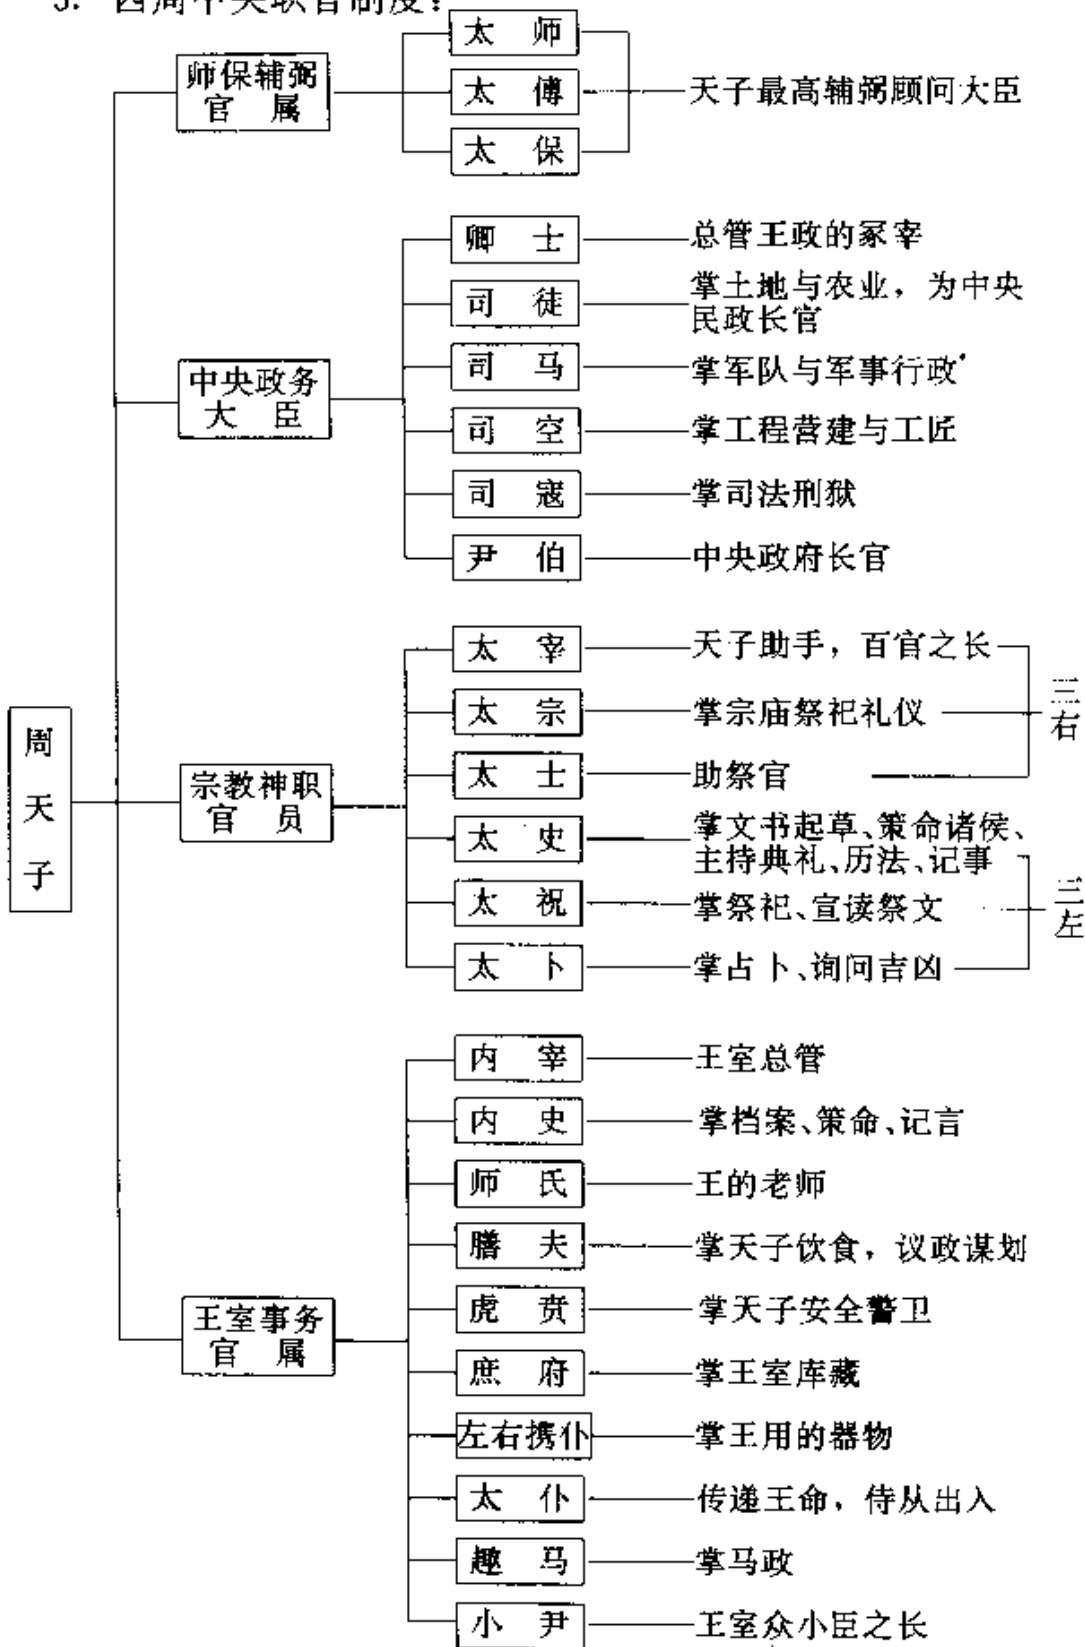 西周中央职官制度：
周天子
师保辅弼
官属
太师
太傅
太保
天子最高辅弼顾问大臣
中央政务
大臣
卿士
总管王政的冢宰
司徒
掌土地与农业，为中央
民政长官
司马
掌军队与军事行政
司空
掌工程营建与工匠
司寇
掌司法刑狱
尹伯
中央政府长官
宗教神职
官员
太宰
天子助手，百官之长
太宗
掌宗庙祭祀礼仪
太士
助祭官
三右
太史
掌文书起草、策命诸侯、
主持典礼、历法、记事
太祝
掌祭祀、宣读祭文
太卜
掌占卜、询问吉凶
三左
王室事务
官属
内宰
王室总管
内史
掌档案、策命、记言
师氏
王的老师
膳夫
掌天子饮食，议政谋划
虎贲
掌天子安全警卫
庶府
掌王室库藏
左右携仆
掌王用的器物
太仆
传递王命，侍从出入
趣马
掌马政
小尹
王室众小臣之长